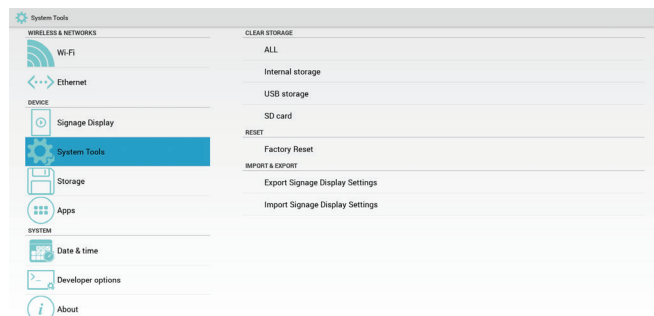 System Tools
WIRELESS & NETWORKS
Wi-Fi
Ethernet
DEVICE
Signage Display
System Tools
Storage
Apps
SYSTEM
Date & time
Developer options
About
CLEAR STORAGE
ALL
Internal storage
USB storage
SD card
RESET
Factory Reset
IMPORT & EXPORT
Export Signage Display Settings
Import Signage Display Settings